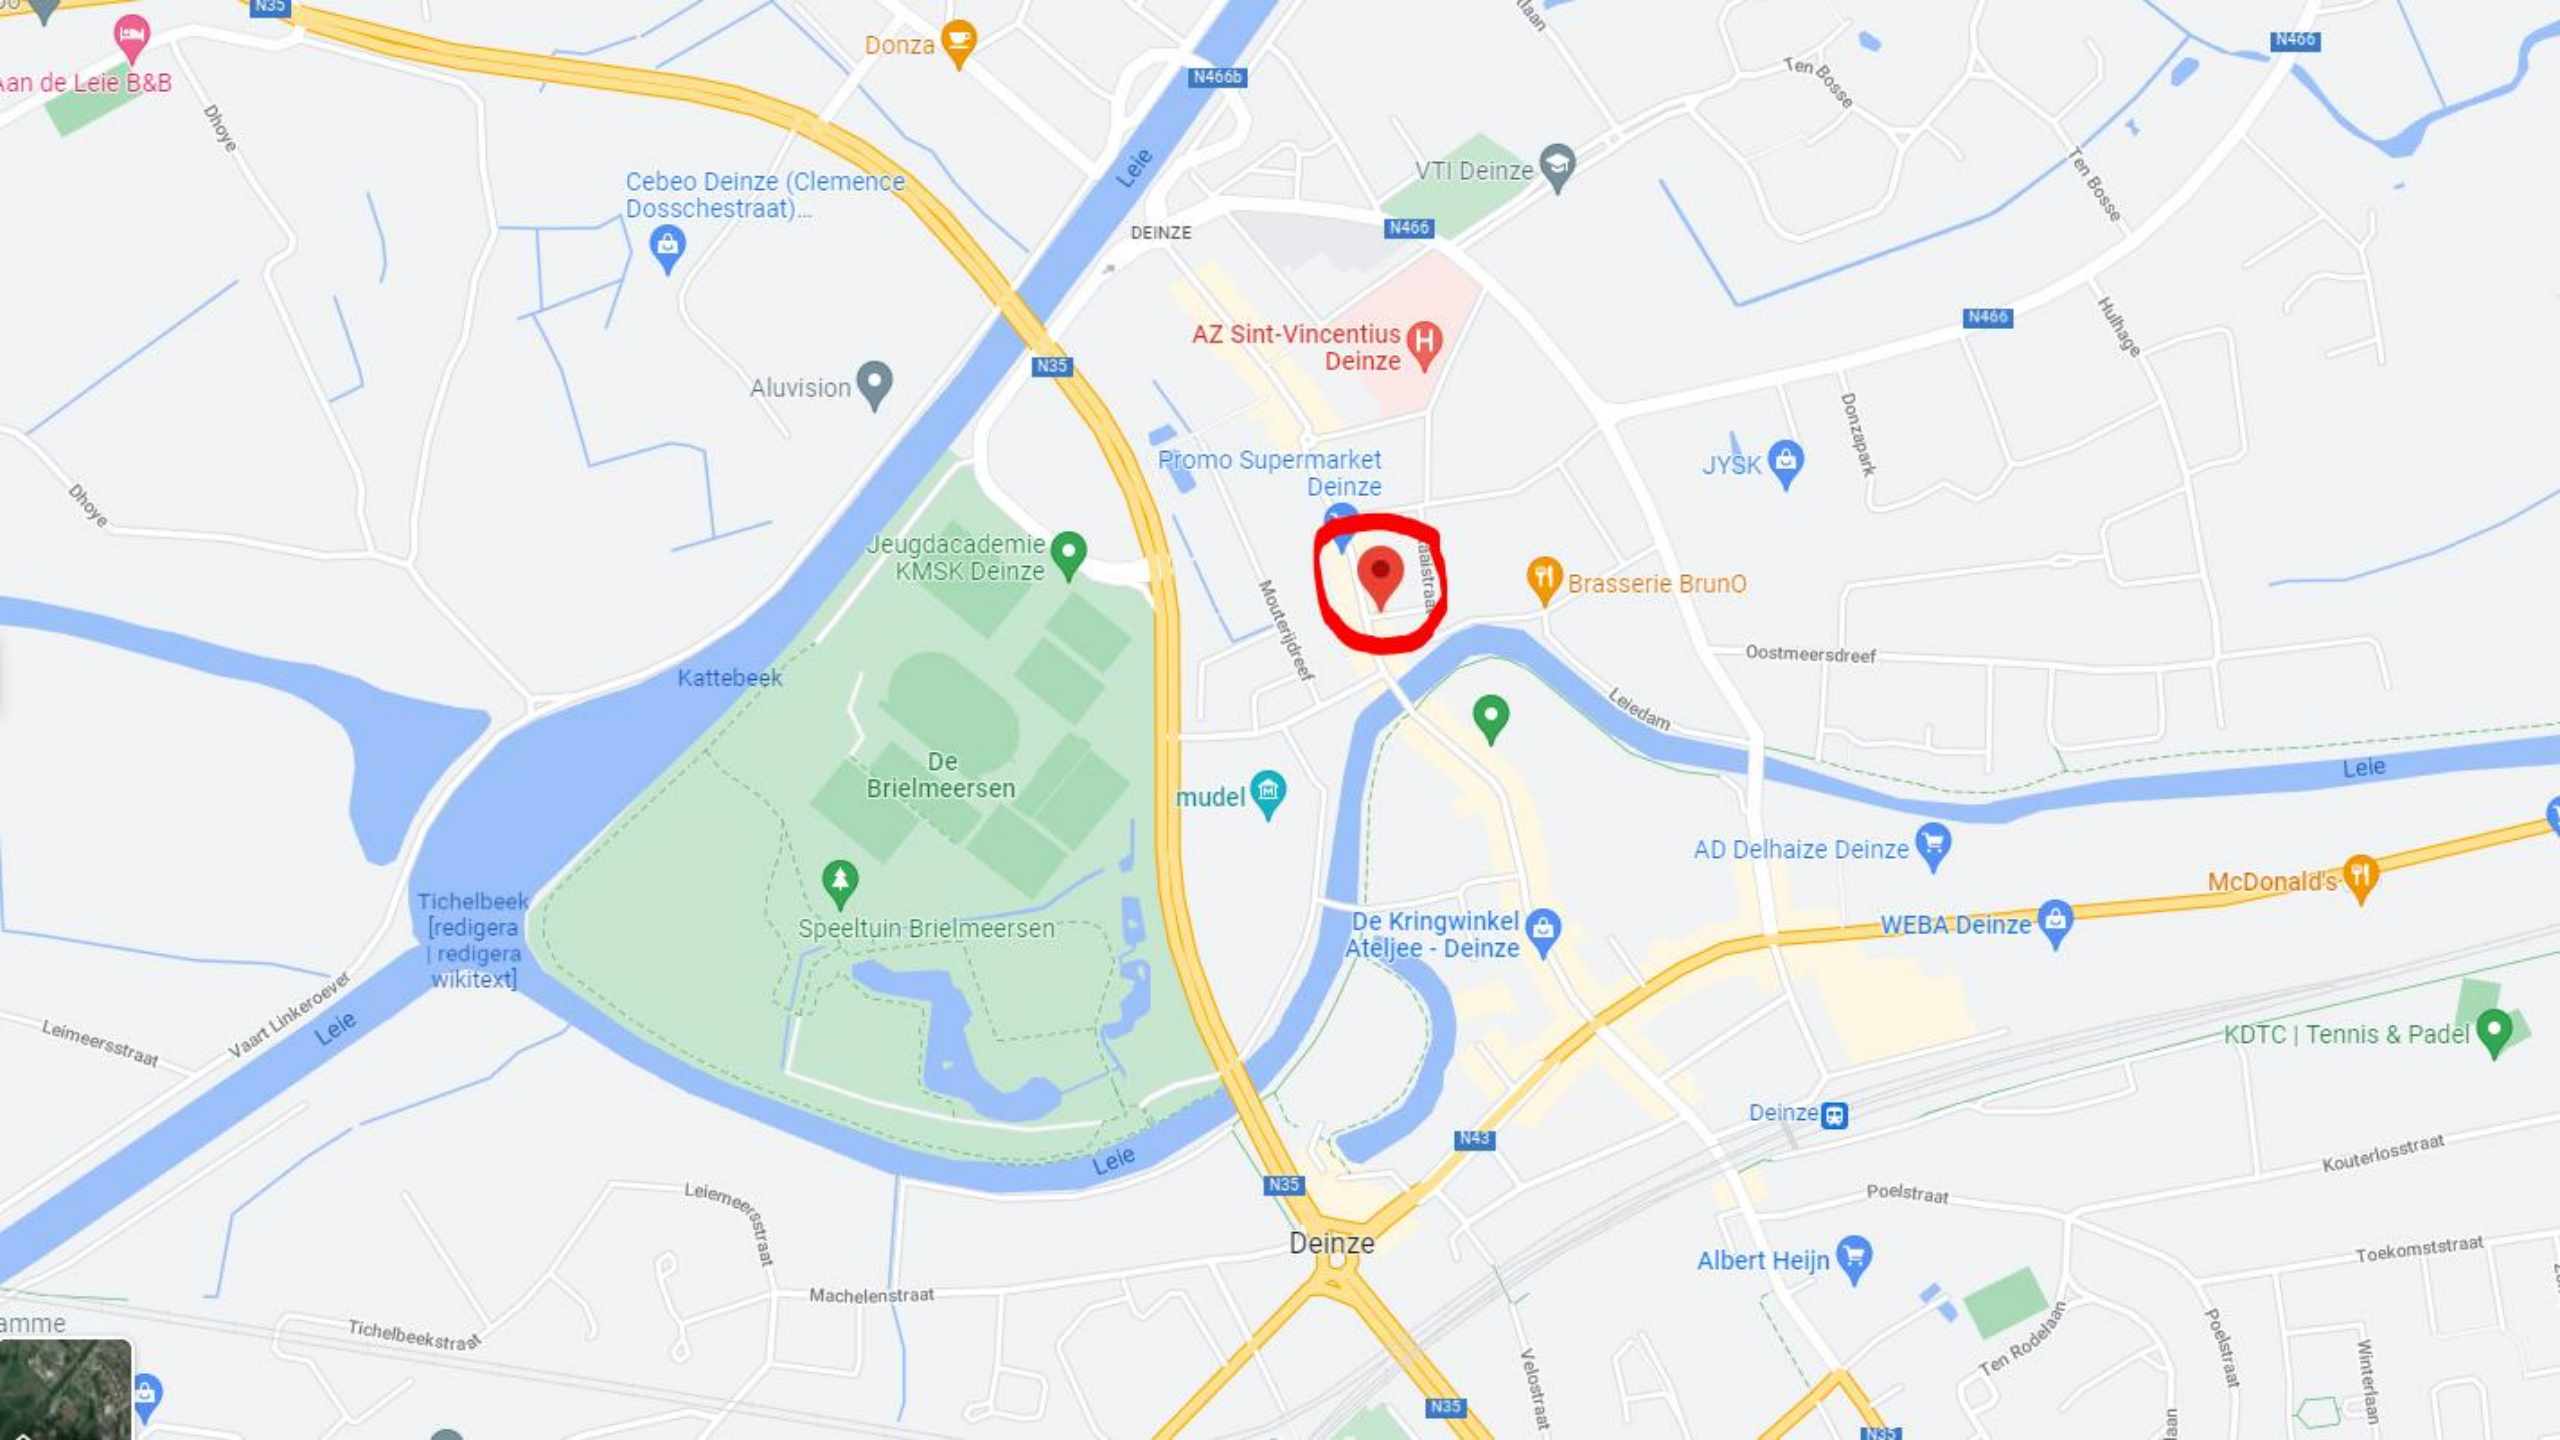 N35
Aan de Leie B&B
Dhoye
Donza
N466b
N466
Ten Bosse
Leie
VTI Deinze
Ten Bosse
Cebeo Deinze (Clemence
Dosschestraat)...
DEINZE
N466
N466
Hulhage
AZ Sint-Vincentius
Deinze
N35
Aluvision
Donzapark
Promo Supermarket
Deinze
JYSK
Dhoye
Jeugdacademie
KMSK Deinze
Brasserie BrunO
Mouterijdreef
Oostmeersdreef
Kattebeek
Leiedam
De
Brielmeersen
mudel
Leie
AD Delhaize Deinze
McDonald's
Speeltuin Brielmeersen
Tichelbeek
[redigera
| redigera
wikitext]
De Kringwinkel
Ateljee - Deinze
WEBA Deinze
Vaart Linkeroever
Leimeersstraat
Leie
KDTC | Tennis & Padel
Deinze
N43
Leie
Kouterlosstraat
N35
Leiemeersstraat
Poelstraat
Deinze
Albert Heijn
Toekomststraat
Machelenstraat
Tichelbeekstraat
Ten Rodelaan
Poelstraat
Velostraat
Winterlaan
N35
N35